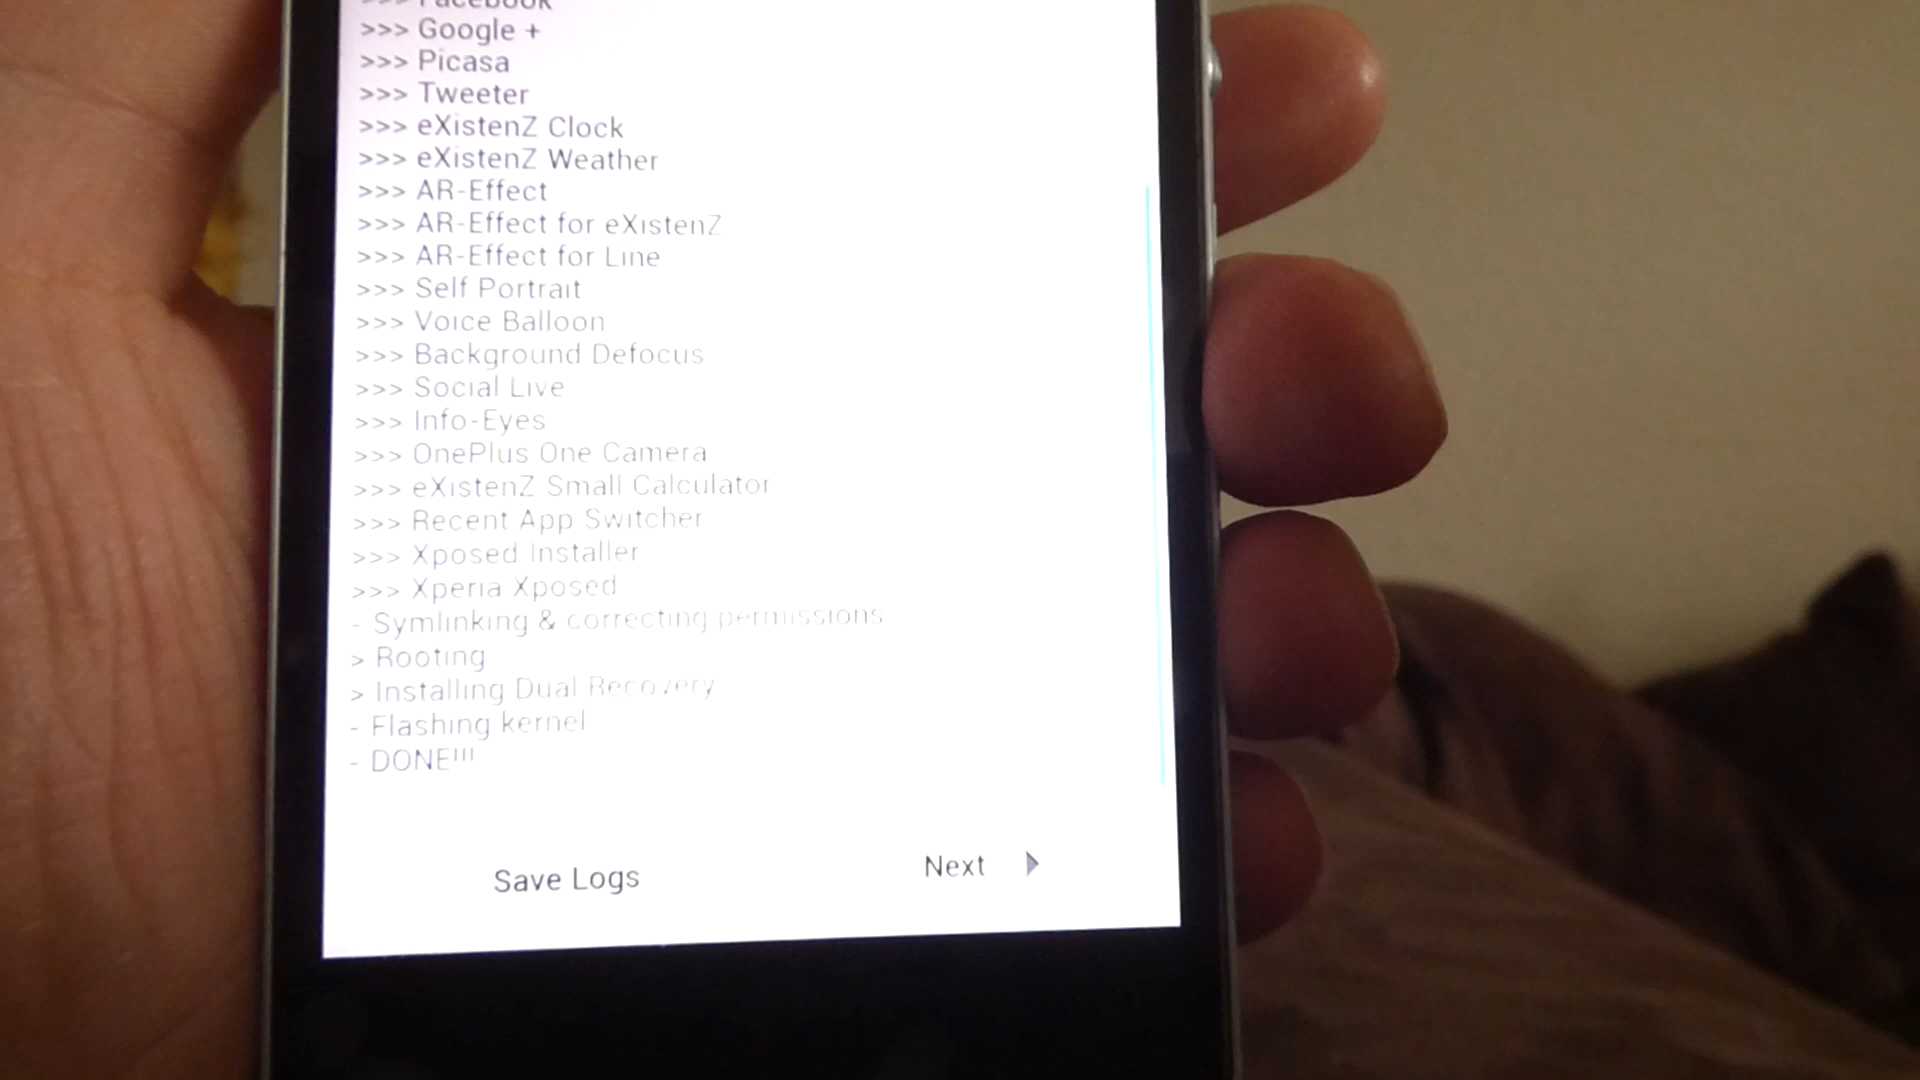 >>> Facebook
>>> Google +
>>> Picasa
>>> Tweeter
>>> eXistenZ Clock
>>> eXistenZ Weather
>>> AR-Effect
>>> AR-Effect for eXistenZ
>>> AR-Effect for Line
>>> Self Portrait
>>> Voice Balloon
>>> Background Defocus
>>> Social Live
>>> Info-Eyes
>>> OnePlus One Camera
>>> eXistenZ Small Calculator
>>> Recent App Switcher
>>> Xposed Installer
>>> Xperia Xposed
- Symlinking & correcting permissions
> Rooting
> Installing Dual Recovery
- Flashing kernel
- DONE!!!
Save Logs
Next